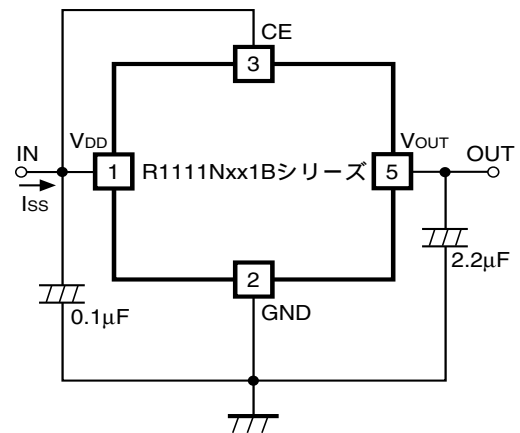 CE
3
IN
VDD
1
R1111Nxx1Bシリーズ
5
VOUT
OUT
ISS
2
GND
0.1μF
2.2μF